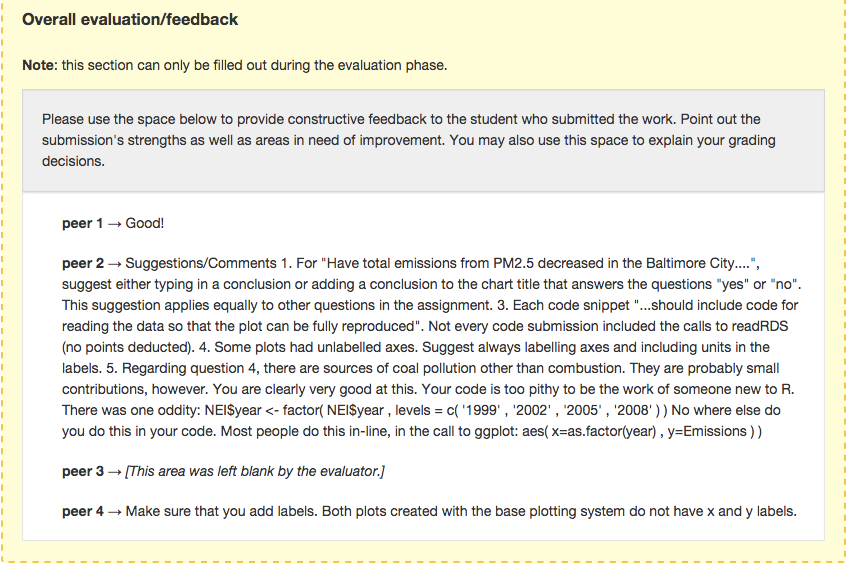 Overall evaluation/feedback
Note: this section can only be filled out during the evaluation phase.
Please use the space below to provide constructive feedback to the student who submitted the work. Point out the
submission's strengths as well as areas in need of improvement. You may also use this space to explain your grading
decisions.
peer 1 → Good!
peer 2 → Suggestions/Comments 1. For "Have total emissions from PM2.5 decreased in the Baltimore City....",
suggest either typing in a conclusion or adding a conclusion to the chart title that answers the questions "yes" or "no".
This suggestion applies equally to other questions in the assignment. 3. Each code snippet "...should include code for
reading the data so that the plot can be fully reproduced". Not every code submission included the calls to readRDS
(no points deducted). 4. Some plots had unlabelled axes. Suggest always labelling axes and including units in the
labels. 5. Regarding question 4, there are sources of coal pollution other than combustion. They are probably small
contributions, however. You are clearly very good at this. Your code is too pithy to be the work of someone new to R.
There was one oddity: NEI$year <- factor( NEI$year , levels = c( '1999' , '2002' , '2005' , '2008' ) ) No where else do
you do this in your code. Most people do this in-line, in the call to ggplot: aes( x=as.factor(year) , y=Emissions ) )
peer 3 → [This area was left blank by the evaluator.]
peer 4 → Make sure that you add labels. Both plots created with the base plotting system do not have x and y labels.